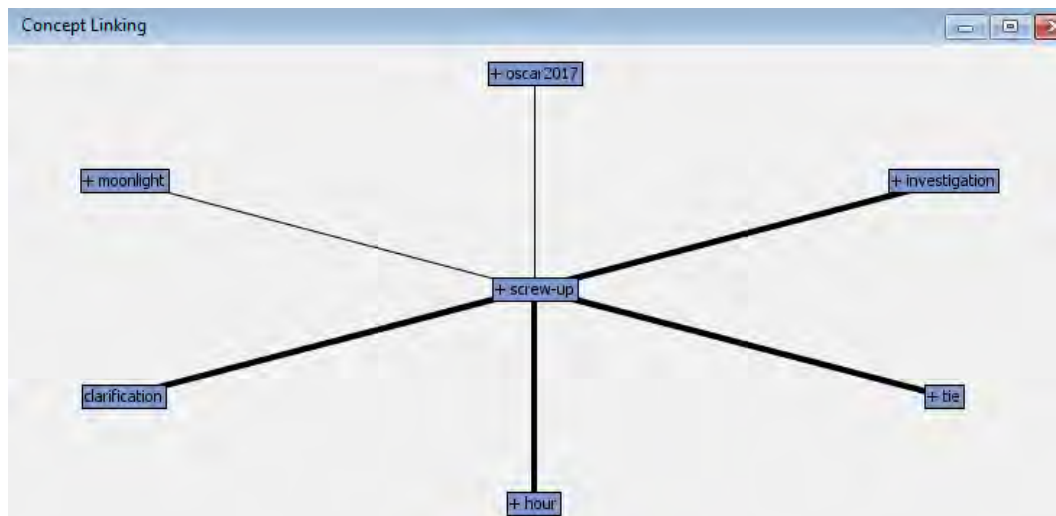 Concept Linking
+ oscar2017
+ moonlight
+ investigation
+ screw-up
clarification
+ tie
+ hour